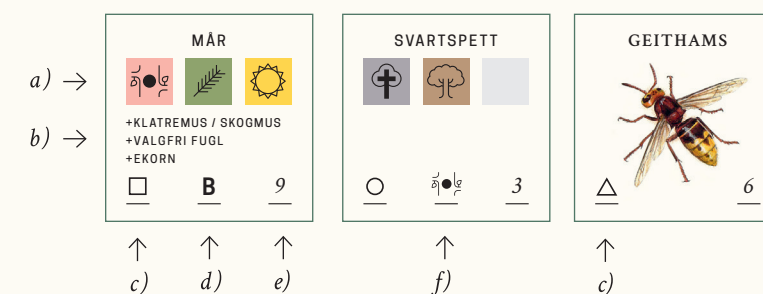 MÅR
SVARTSPETT
GEITHAMS
a)
b)
+KLATREMUS / SKOGMUS
+VALGFRI FUGL
+EKORN
B
9
3
6
c)
d)
e)
f)
c)